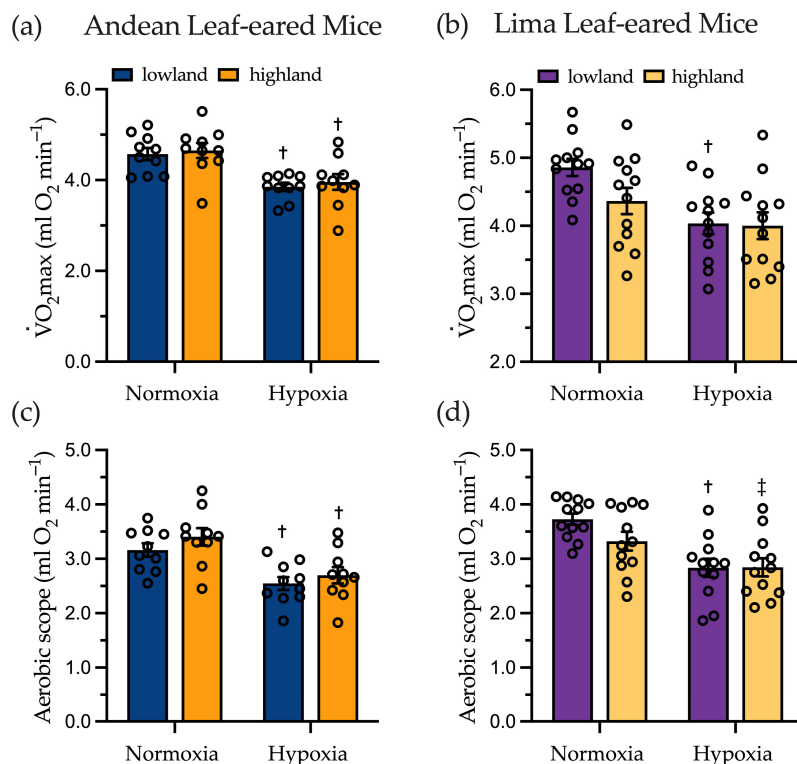 (a) Andean Leaf-eared Mice
(b) Lima Leaf-eared Mice
lowland highland
lowland highland
V̇O₂max (ml O₂ min⁻¹)
6.0
4.0
2.0
0.0
† †
Normoxia Hypoxia
V̇O₂max (ml O₂ min⁻¹)
6.0
5.0
4.0
3.0
2.0
†
Normoxia Hypoxia
(c)
Aerobic scope (ml O₂ min⁻¹)
5.0
4.0
3.0
2.0
1.0
0.0
† †
Normoxia Hypoxia
(d)
Aerobic scope (ml O₂ min⁻¹)
5.0
4.0
3.0
2.0
1.0
0.0
† ‡
Normoxia Hypoxia